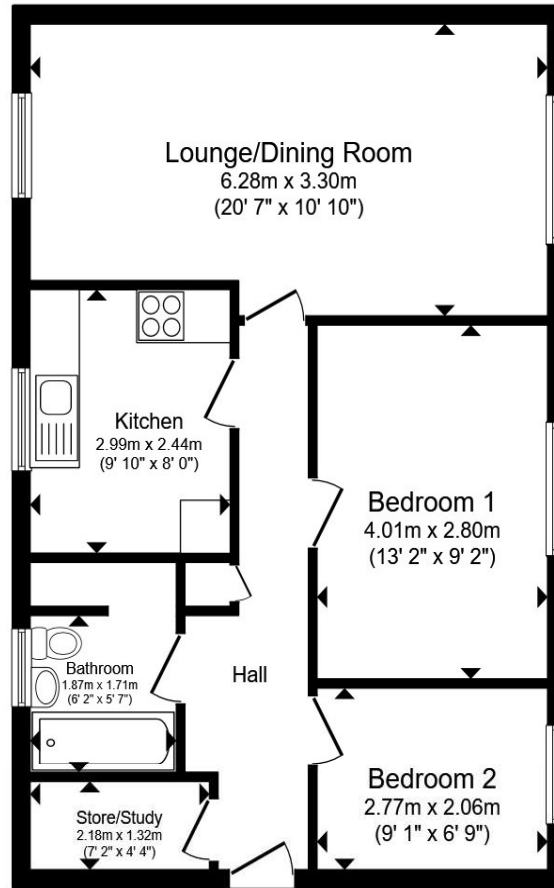 Lounge/Dining Room
6.28m x 3.30m
(20' 7" x 10' 10")
Kitchen
2.99m x 2.44m
(9' 10" x 8' 0")
Bedroom 1
4.01m x 2.80m
(13' 2" x 9' 2")
Bathroom
1.87m x 1.71m
(6' 2" x 5' 7")
Hall
Bedroom 2
2.77m x 2.06m
(9' 1" x 6' 9")
Store/Study
2.18m x 1.32m
(7' 2" x 4' 4")